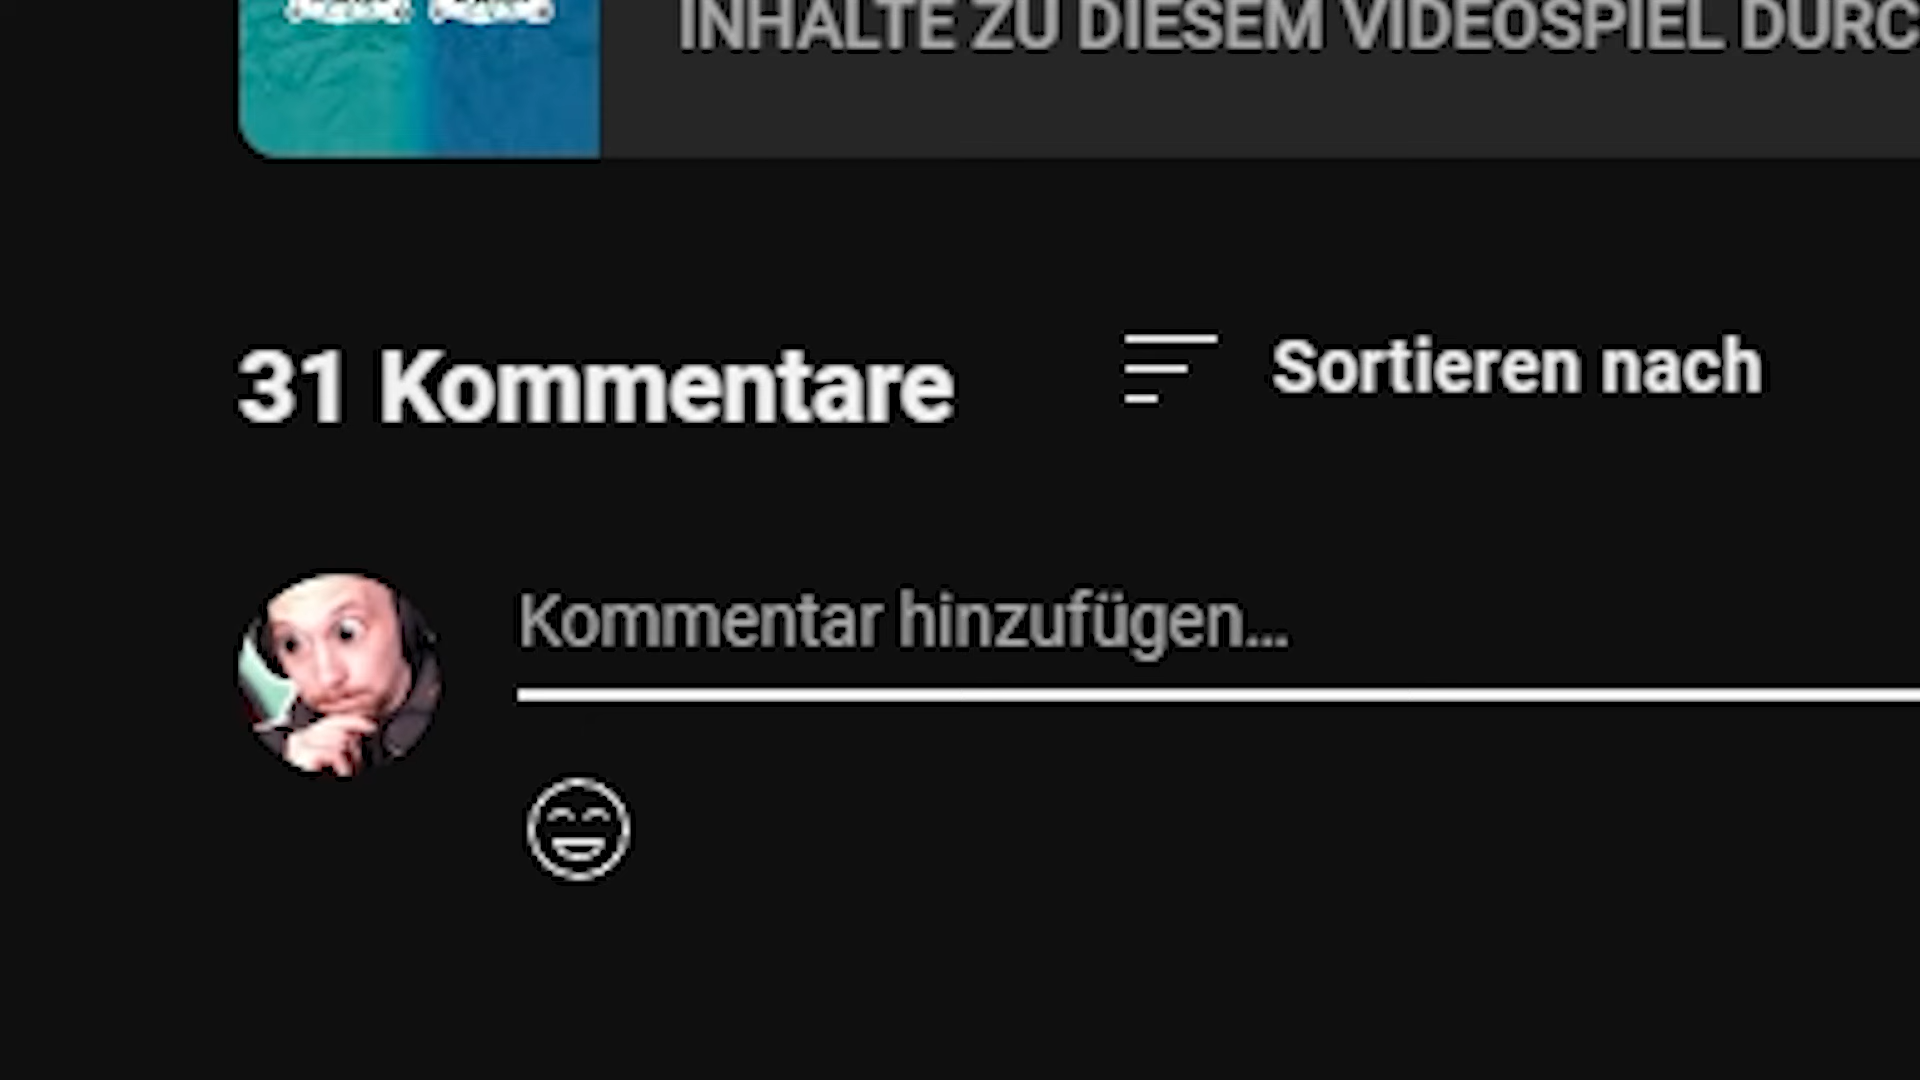 INHALTE ZU DIESEM VIDEOSPIEL DURC
31 Kommentare
Sortieren nach
Kommentar hinzufügen...